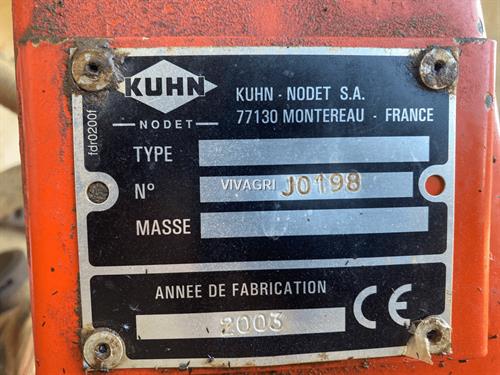 KUHN
NODET
KUHN - NODET S.A.
77130 MONTEREAU - FRANCE
fdr0200f
TYPE
N° VIVAGRI J0198
MASSE
ANNEE DE FABRICATION
2003
CE